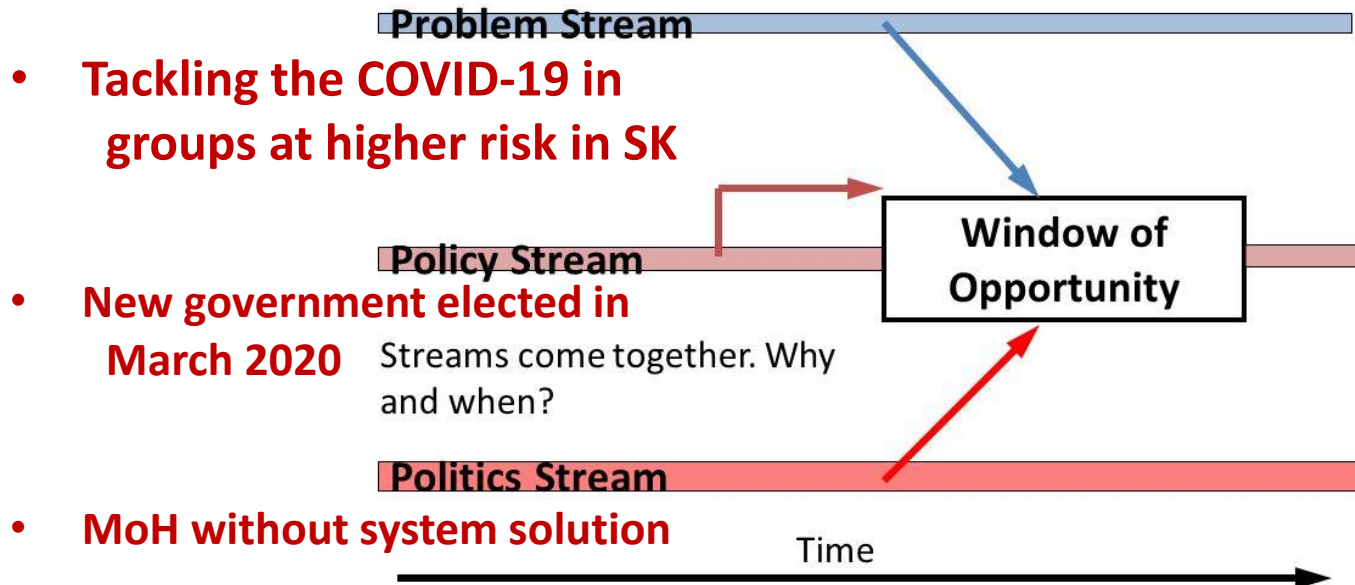 Problem Stream
• Tackling the COVID-19 in
groups at higher risk in SK
Window of
Opportunity
Policy Stream
• New government elected in
March 2020
Streams come together. Why
and when?
Politics Stream
• MoH without system solution
Time